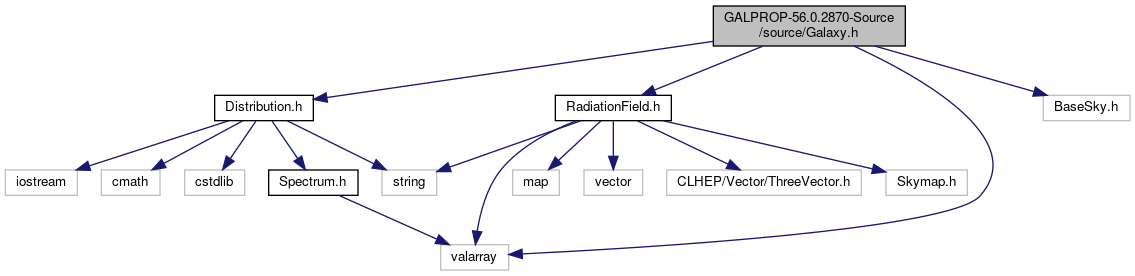 GALPROP-56.0.2870-Source
/source/Galaxy.h
Distribution.h
RadiationField.h
BaseSky.h
iostream
cmath
cstdlib
Spectrum.h
string
map
vector
CLHEP/Vector/ThreeVector.h
Skymap.h
valarray